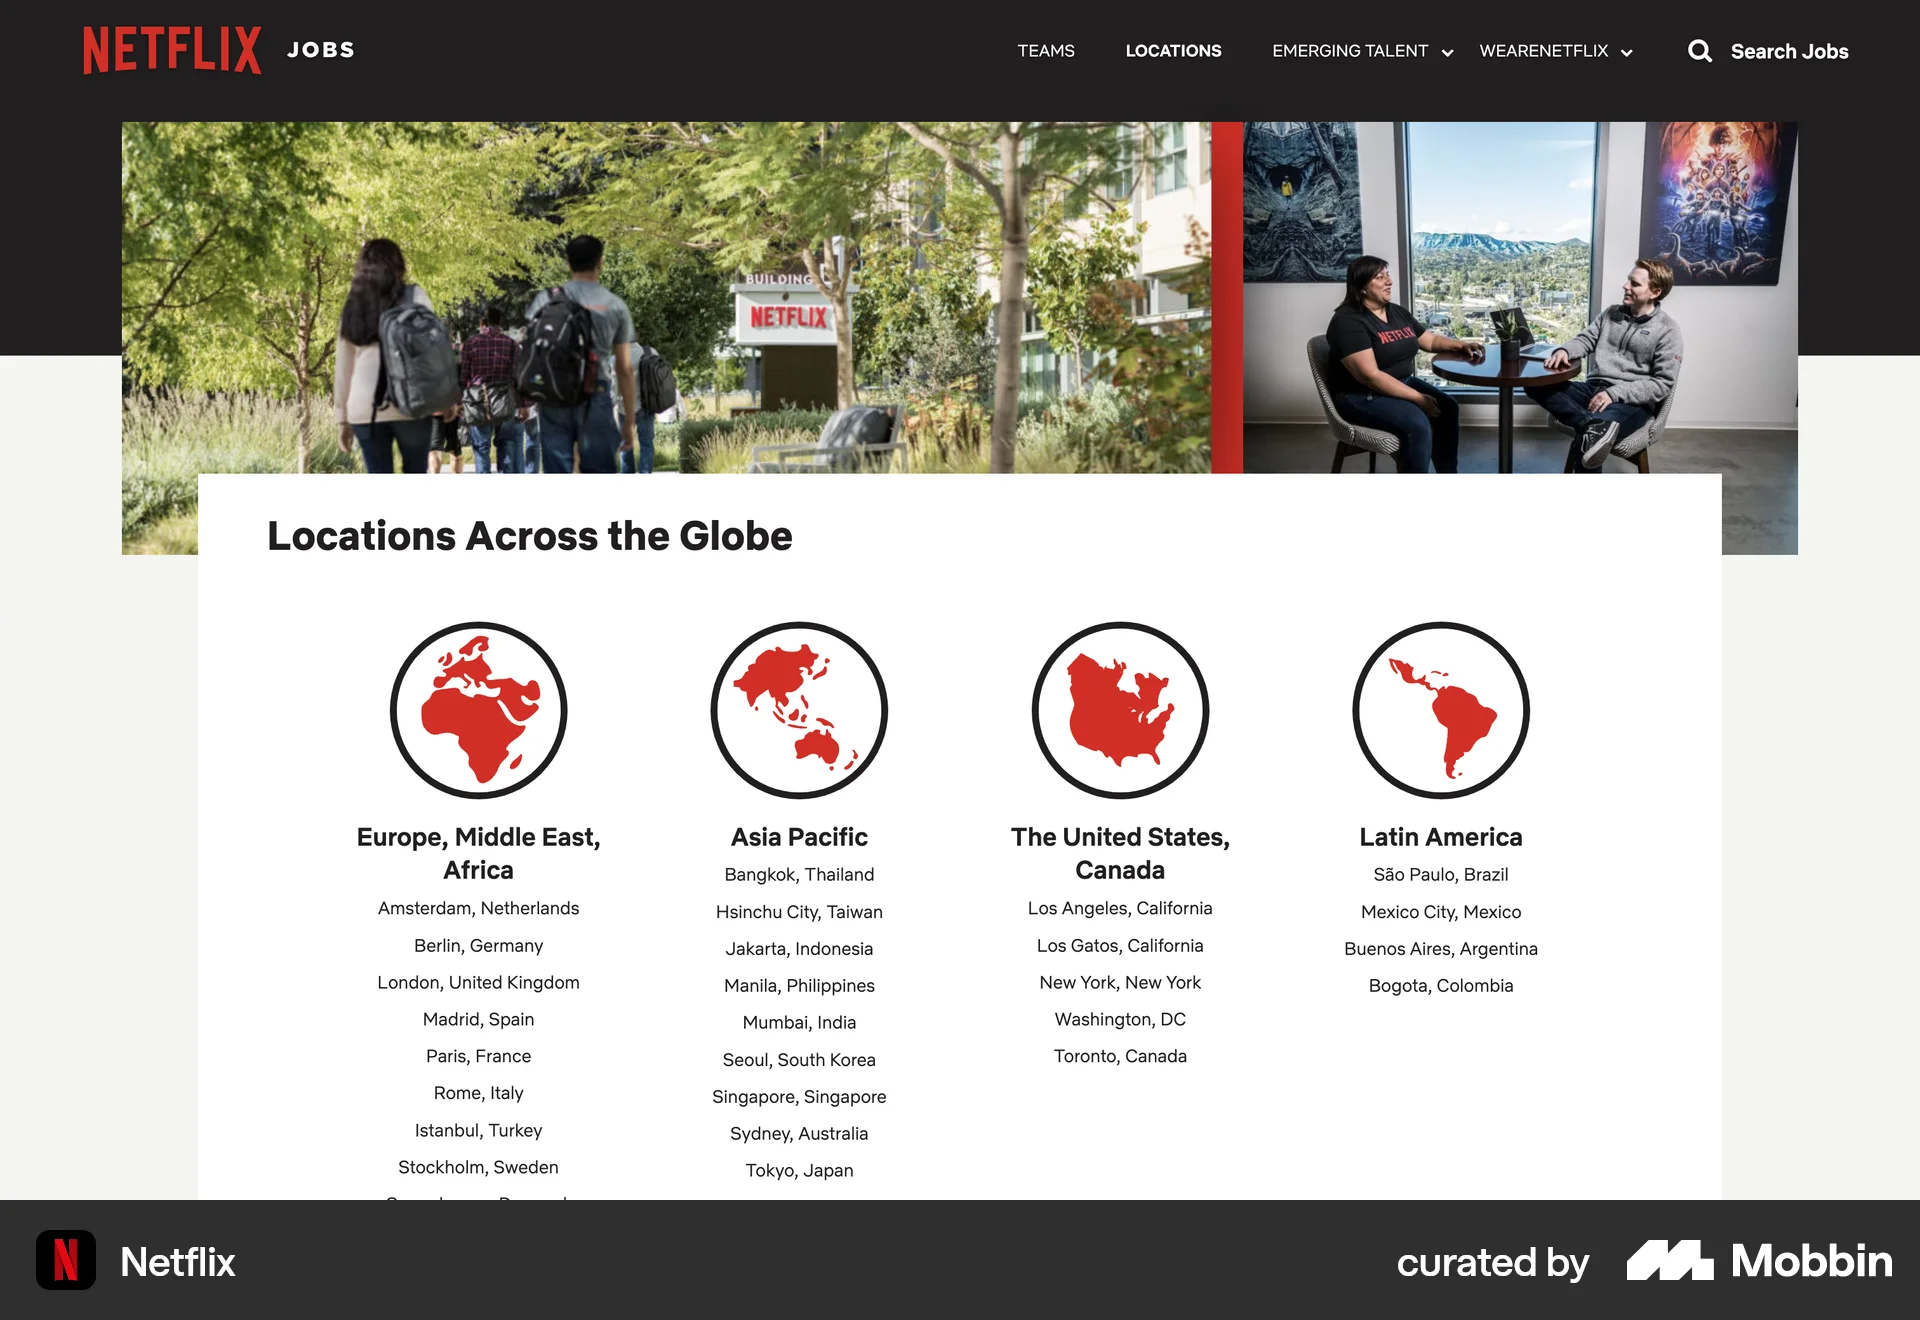 NETFLIX JOBS
TEAMS
LOCATIONS
EMERGING TALENT
WEARENETFLIX
Search Jobs
BUILDING
NETFLIX
NETFLIX
Locations Across the Globe
Europe, Middle East,
Africa
Amsterdam, Netherlands
Berlin, Germany
London, United Kingdom
Madrid, Spain
Paris, France
Rome, Italy
Istanbul, Turkey
Stockholm, Sweden
Asia Pacific
Bangkok, Thailand
Hsinchu City, Taiwan
Jakarta, Indonesia
Manila, Philippines
Mumbai, India
Seoul, South Korea
Singapore, Singapore
Sydney, Australia
Tokyo, Japan
The United States,
Canada
Los Angeles, California
Los Gatos, California
New York, New York
Washington, DC
Toronto, Canada
Latin America
São Paulo, Brazil
Mexico City, Mexico
Buenos Aires, Argentina
Bogota, Colombia
N
Netflix
curated by
Mobbin